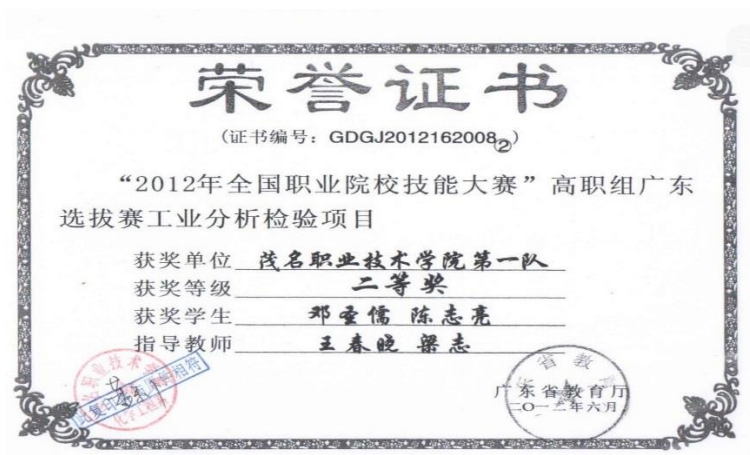 荣誉证书
（证书编号：GDGJ2012162008②）
“2012年全国职业院校技能大赛”高职组广东
选拔赛工业分析检验项目
获奖单位 茂名职业技术学院第一队
获奖等级 二等奖
获奖学生 邓圣儒 陈志亮
指导教师 王春晓 梁志
广东省教育厅
二〇一二年六月